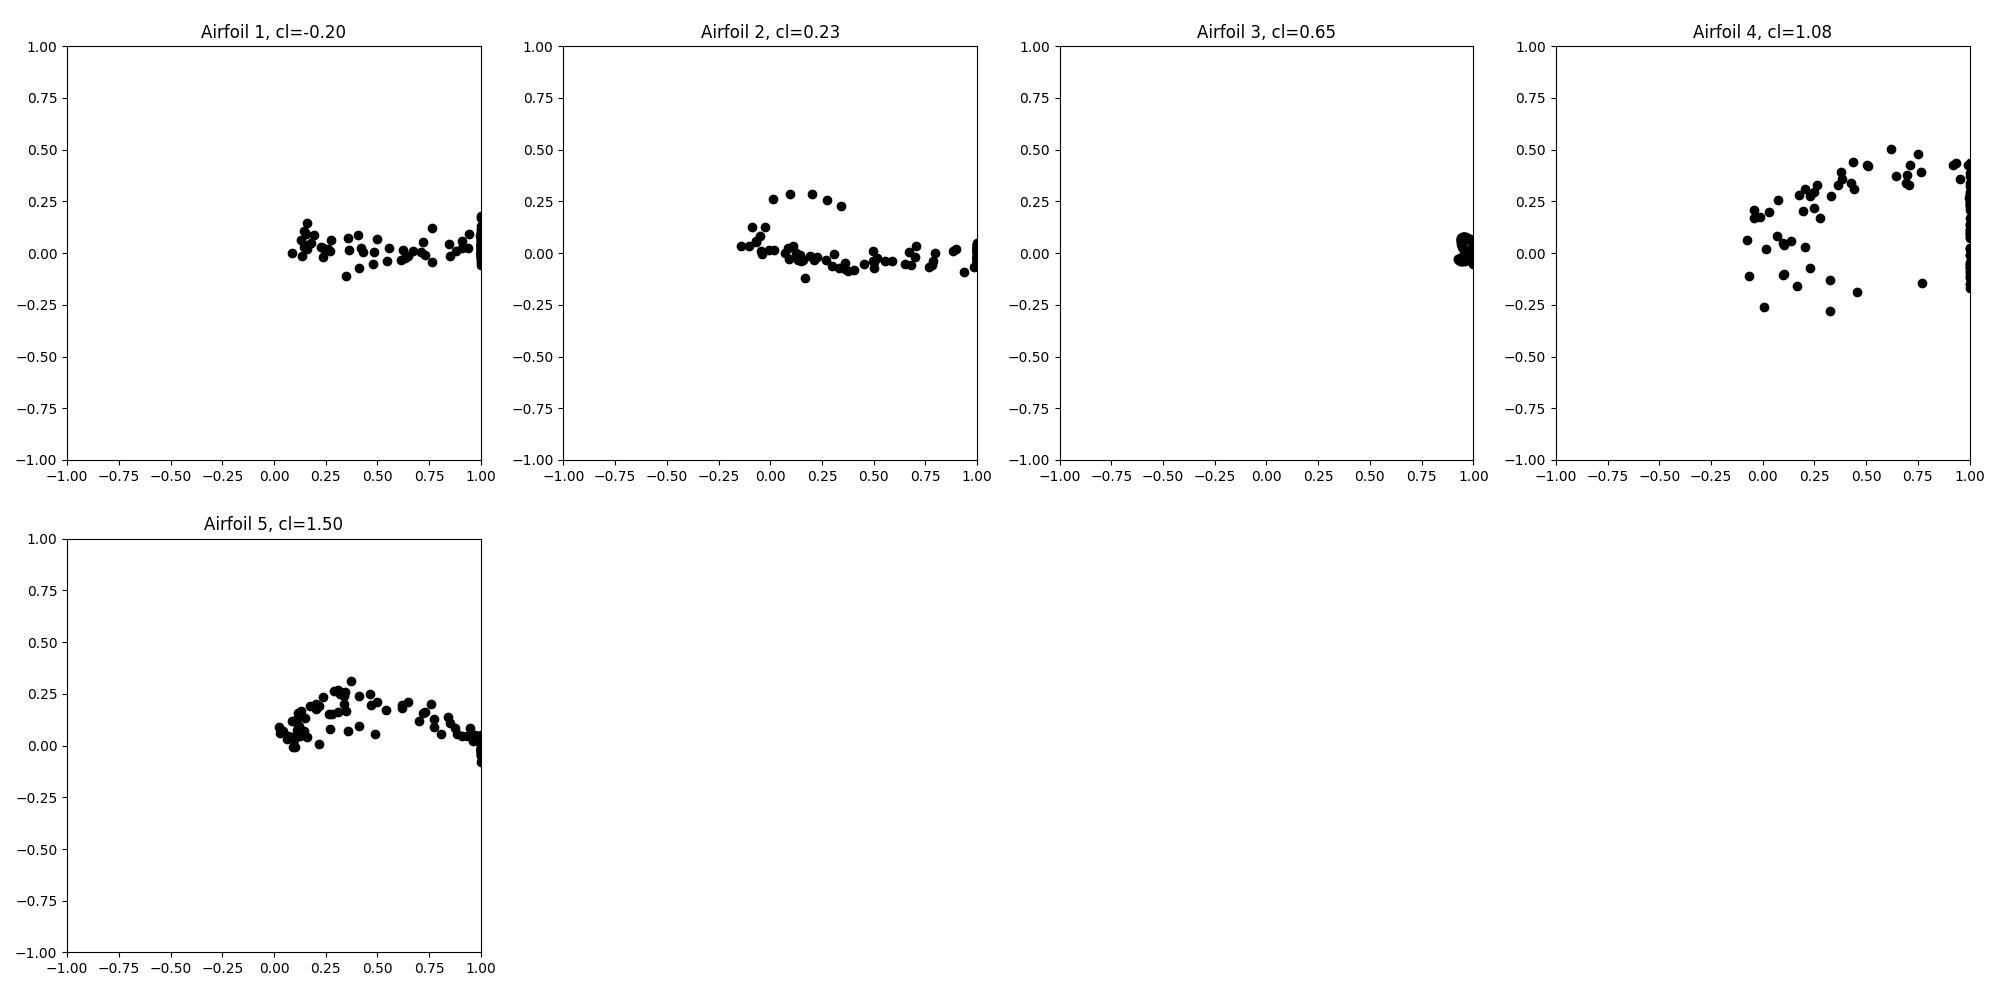 Airfoil 1, cl=-0.20
Airfoil 2, cl=0.23
Airfoil 3, cl=0.65
Airfoil 4, cl=1.08
1.00 1.00 1.00 1.00
0.75 0.75 0.75 0.75
0.50 0.50 0.50 0.50
0.25 0.25 0.25 0.25
0.00 0.00 0.00 0.00
−0.25 −0.25 −0.25 −0.25
−0.50 −0.50 −0.50 −0.50
−0.75 −0.75 −0.75 −0.75
−1.00 −1.00 −1.00 −1.00
−1.00 −0.75 −0.50 −0.25 0.00 0.25 0.50 0.75 1.00
−1.00 −0.75 −0.50 −0.25 0.00 0.25 0.50 0.75 1.00
−1.00 −0.75 −0.50 −0.25 0.00 0.25 0.50 0.75 1.00
−1.00 −0.75 −0.50 −0.25 0.00 0.25 0.50 0.75 1.00
Airfoil 5, cl=1.50
1.00
0.75
0.50
0.25
0.00
−0.25
−0.50
−0.75
−1.00
−1.00 −0.75 −0.50 −0.25 0.00 0.25 0.50 0.75 1.00